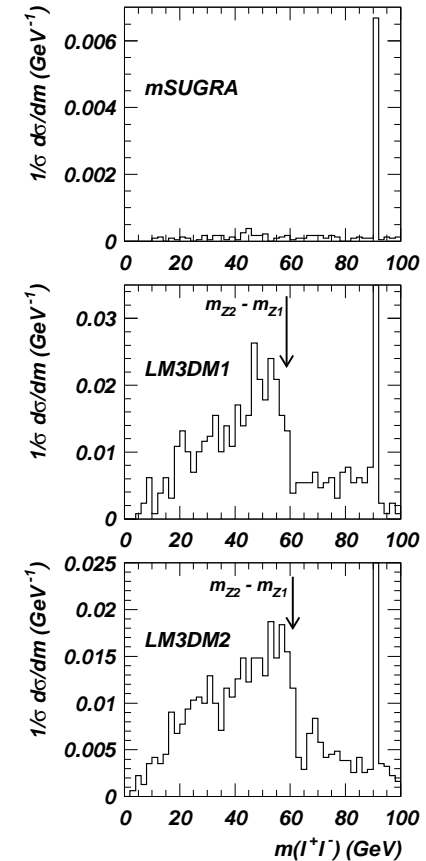 1/σ dσ/dm (GeV⁻¹)
0.006
0.004
0.002
0
mSUGRA
0 20 40 60 80 100
1/σ dσ/dm (GeV⁻¹)
0.03
0.02
0.01
0
m_Z2 - m_Z1
LM3DM1
0 20 40 60 80 100
1/σ dσ/dm (GeV⁻¹)
0.025
0.02
0.015
0.01
0.005
0
m_Z2 - m_Z1
LM3DM2
0 20 40 60 80 100
m(l⁺l⁻) (GeV)